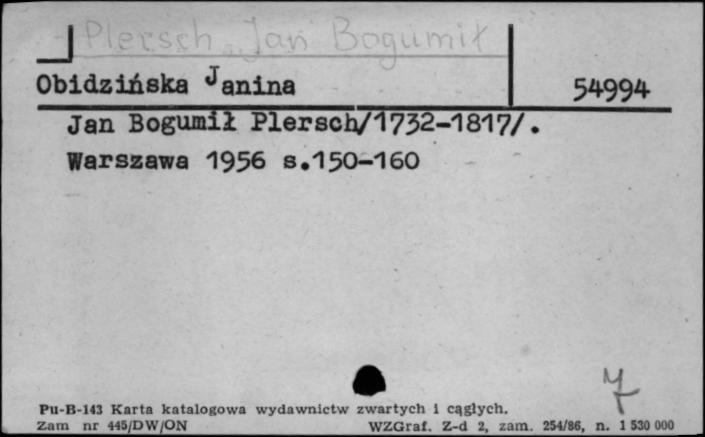 Plersch, Jan Bogumił
Obidzińska Janina 54994
Jan Bogumił Plersch/1732-1817/.
Warszawa 1956 s.150-160
Pu-B-143 Karta katalogowa wydawnictw zwartych i ciągłych.
Zam nr 445/DW/ON WZGraf. Z-d 2, zam. 254/86, n. 1 530 000